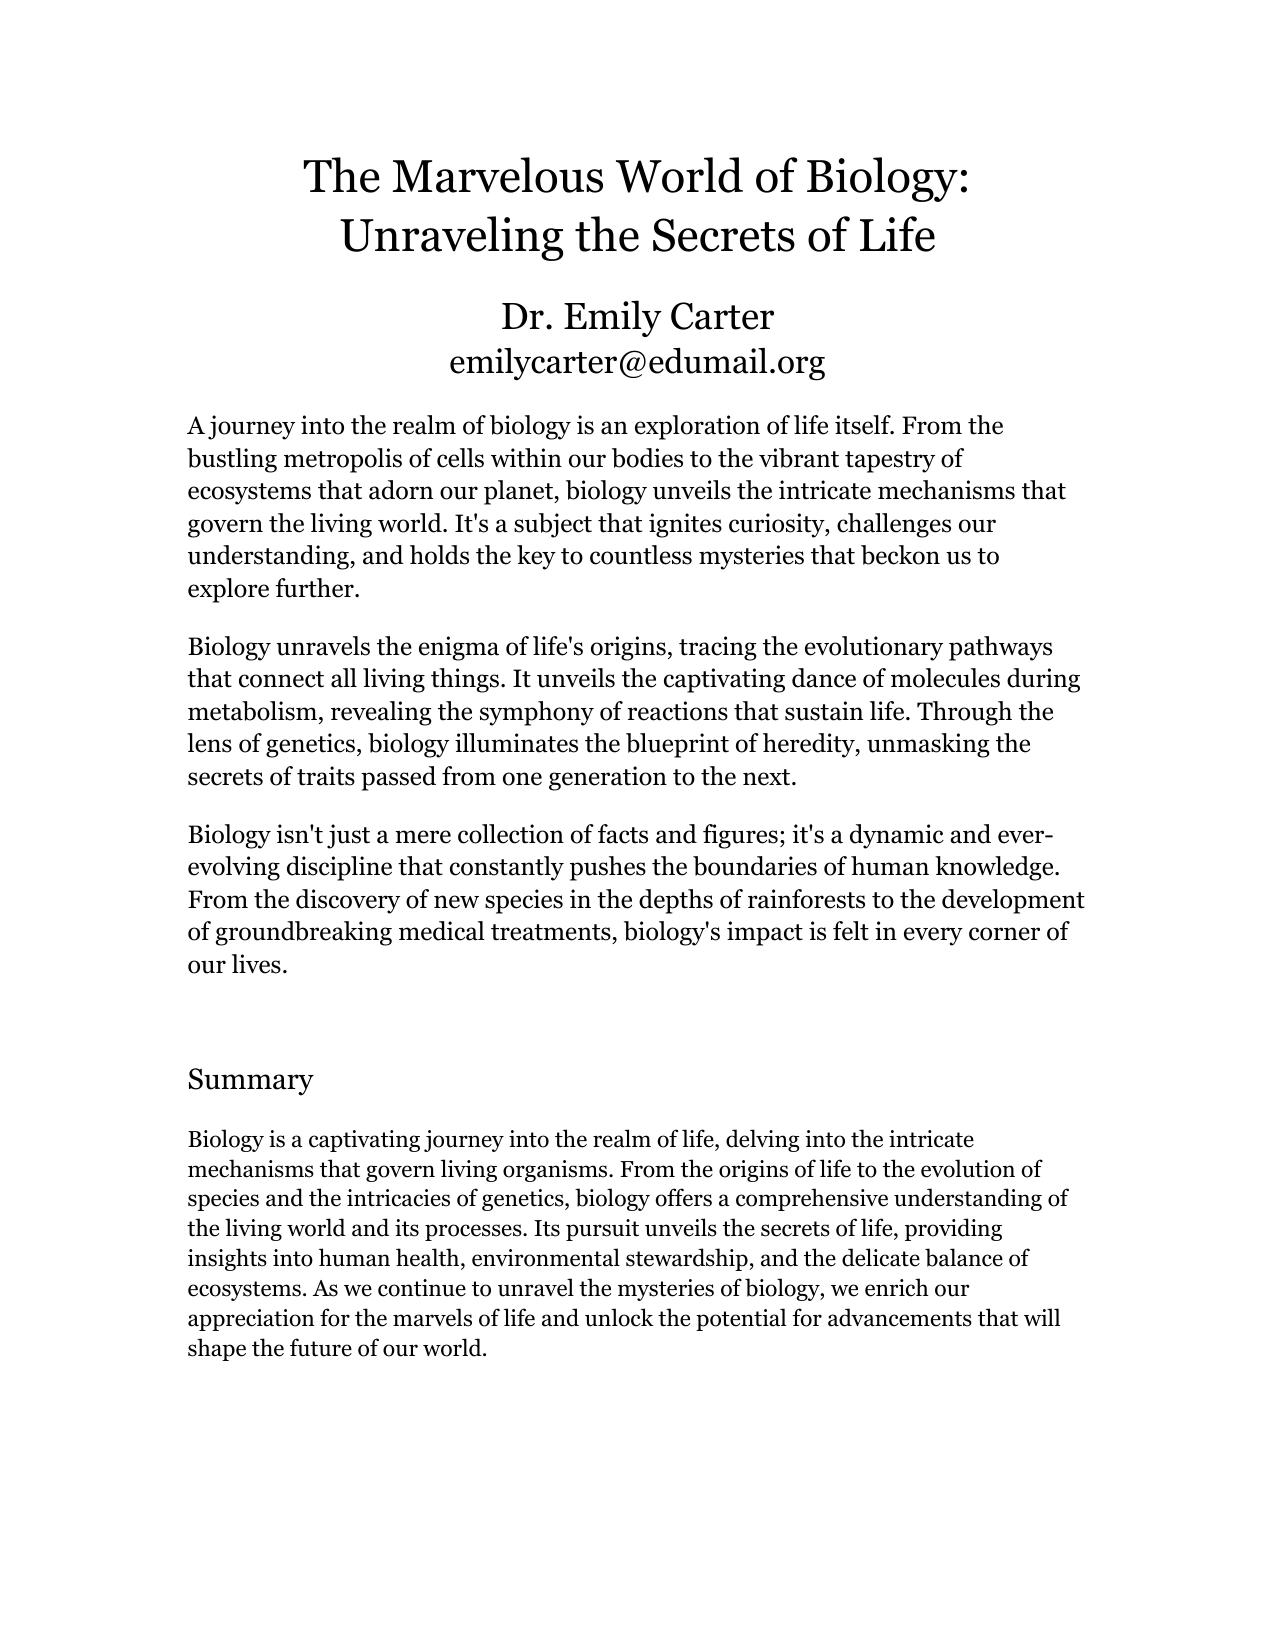 The Marvelous World of Biology:
Unraveling the Secrets of Life
Dr. Emily Carter
emilycarter@edumail.org
A journey into the realm of biology is an exploration of life itself. From the
bustling metropolis of cells within our bodies to the vibrant tapestry of
ecosystems that adorn our planet, biology unveils the intricate mechanisms that
govern the living world. It's a subject that ignites curiosity, challenges our
understanding, and holds the key to countless mysteries that beckon us to
explore further.
Biology unravels the enigma of life's origins, tracing the evolutionary pathways
that connect all living things. It unveils the captivating dance of molecules during
metabolism, revealing the symphony of reactions that sustain life. Through the
lens of genetics, biology illuminates the blueprint of heredity, unmasking the
secrets of traits passed from one generation to the next.
Biology isn't just a mere collection of facts and figures; it's a dynamic and ever-
evolving discipline that constantly pushes the boundaries of human knowledge.
From the discovery of new species in the depths of rainforests to the development
of groundbreaking medical treatments, biology's impact is felt in every corner of
our lives.
Summary
Biology is a captivating journey into the realm of life, delving into the intricate
mechanisms that govern living organisms. From the origins of life to the evolution of
species and the intricacies of genetics, biology offers a comprehensive understanding of
the living world and its processes. Its pursuit unveils the secrets of life, providing
insights into human health, environmental stewardship, and the delicate balance of
ecosystems. As we continue to unravel the mysteries of biology, we enrich our
appreciation for the marvels of life and unlock the potential for advancements that will
shape the future of our world.